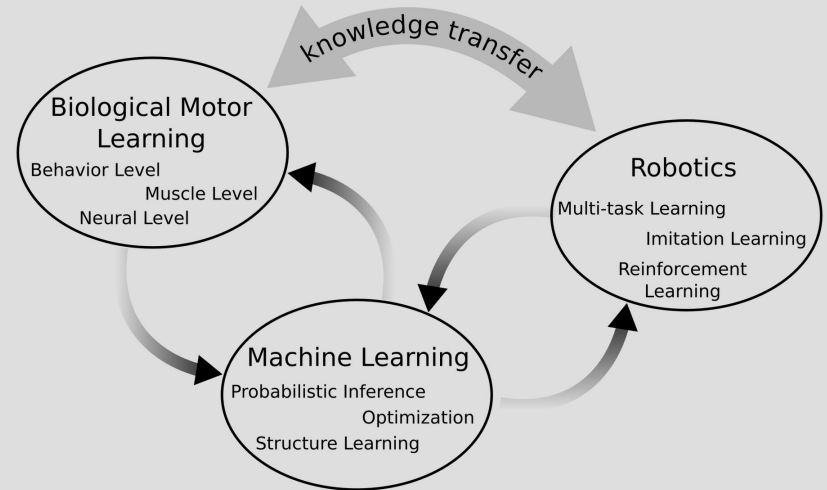 knowledge transfer
Biological Motor
Learning
Behavior Level
Muscle Level
Neural Level
Robotics
Multi-task Learning
Imitation Learning
Reinforcement
Learning
Machine Learning
Probabilistic Inference
Optimization
Structure Learning